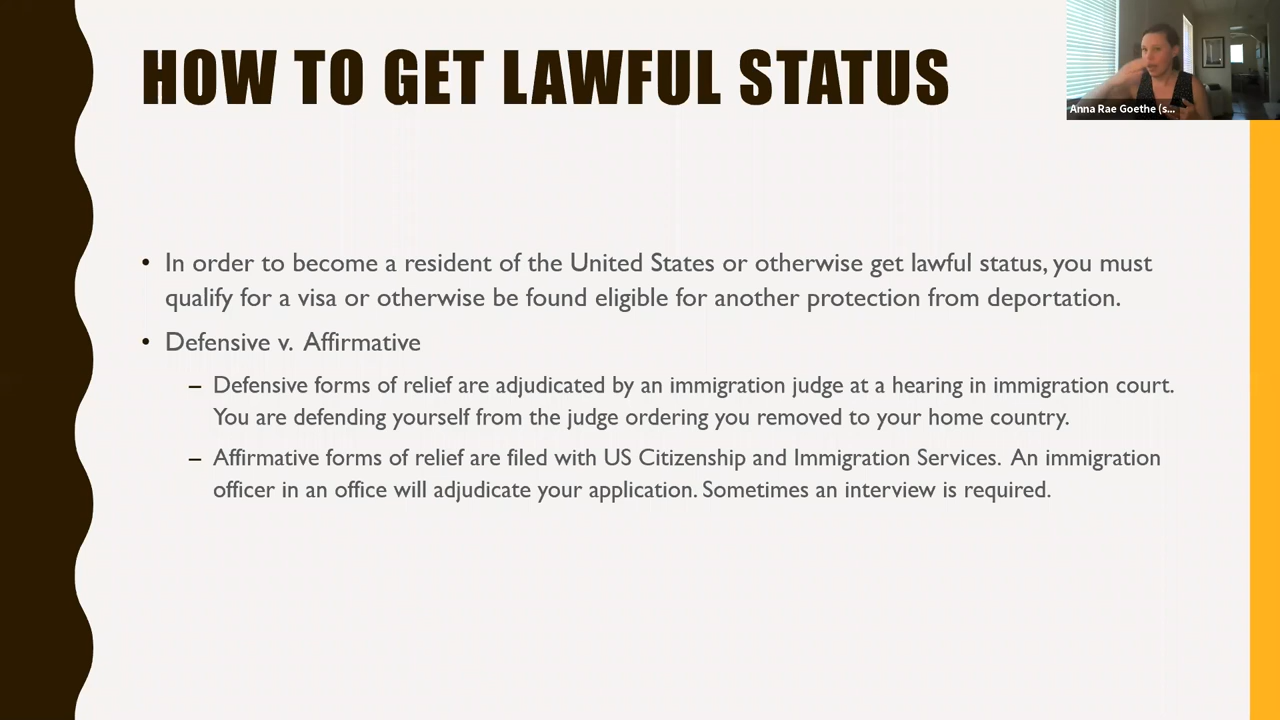 HOW TO GET LAWFUL STATUS
Anna Rae Goethe (s...
• In order to become a resident of the United States or otherwise get lawful status, you must
qualify for a visa or otherwise be found eligible for another protection from deportation.
• Defensive v. Affirmative
– Defensive forms of relief are adjudicated by an immigration judge at a hearing in immigration court.
You are defending yourself from the judge ordering you removed to your home country.
– Affirmative forms of relief are filed with US Citizenship and Immigration Services. An immigration
officer in an office will adjudicate your application. Sometimes an interview is required.